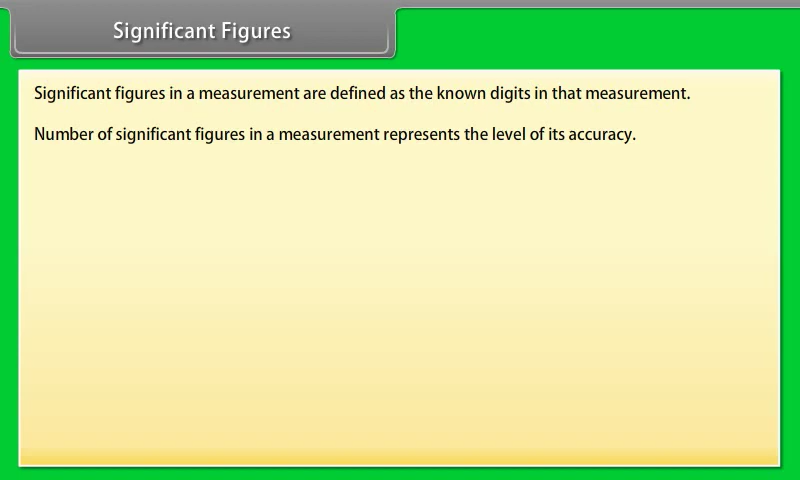 Significant Figures
Significant figures in a measurement are defined as the known digits in that measurement.
Number of significant figures in a measurement represents the level of its accuracy.